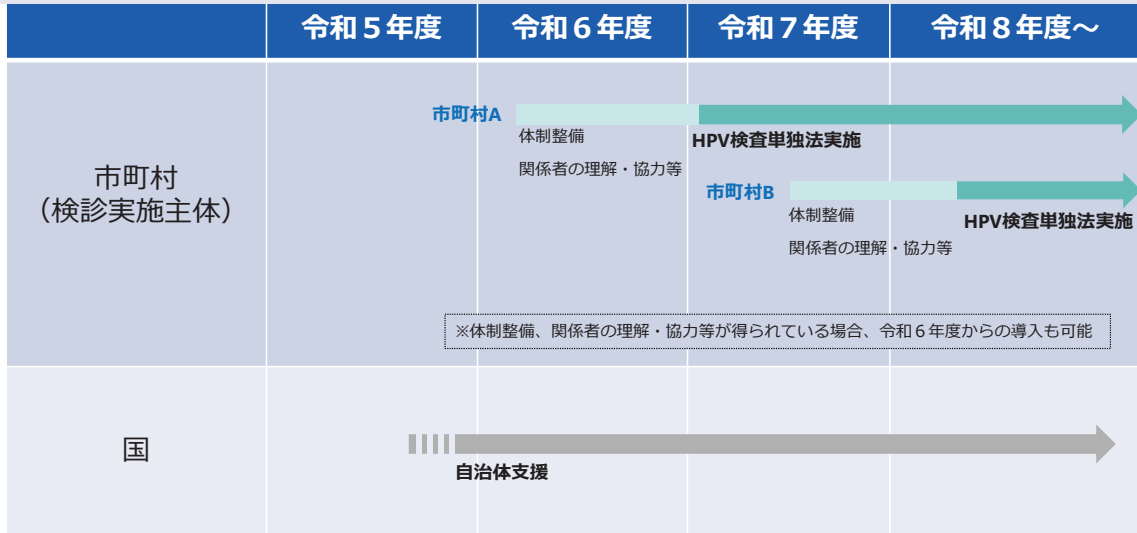 令和５年度
令和６年度
令和７年度
令和８年度～
市町村
（検診実施主体）
市町村A
体制整備
関係者の理解・協力等
HPV検査単独法実施
市町村B
体制整備
関係者の理解・協力等
HPV検査単独法実施
※体制整備、関係者の理解・協力等が得られている場合、令和６年度からの導入も可能
国
自治体支援